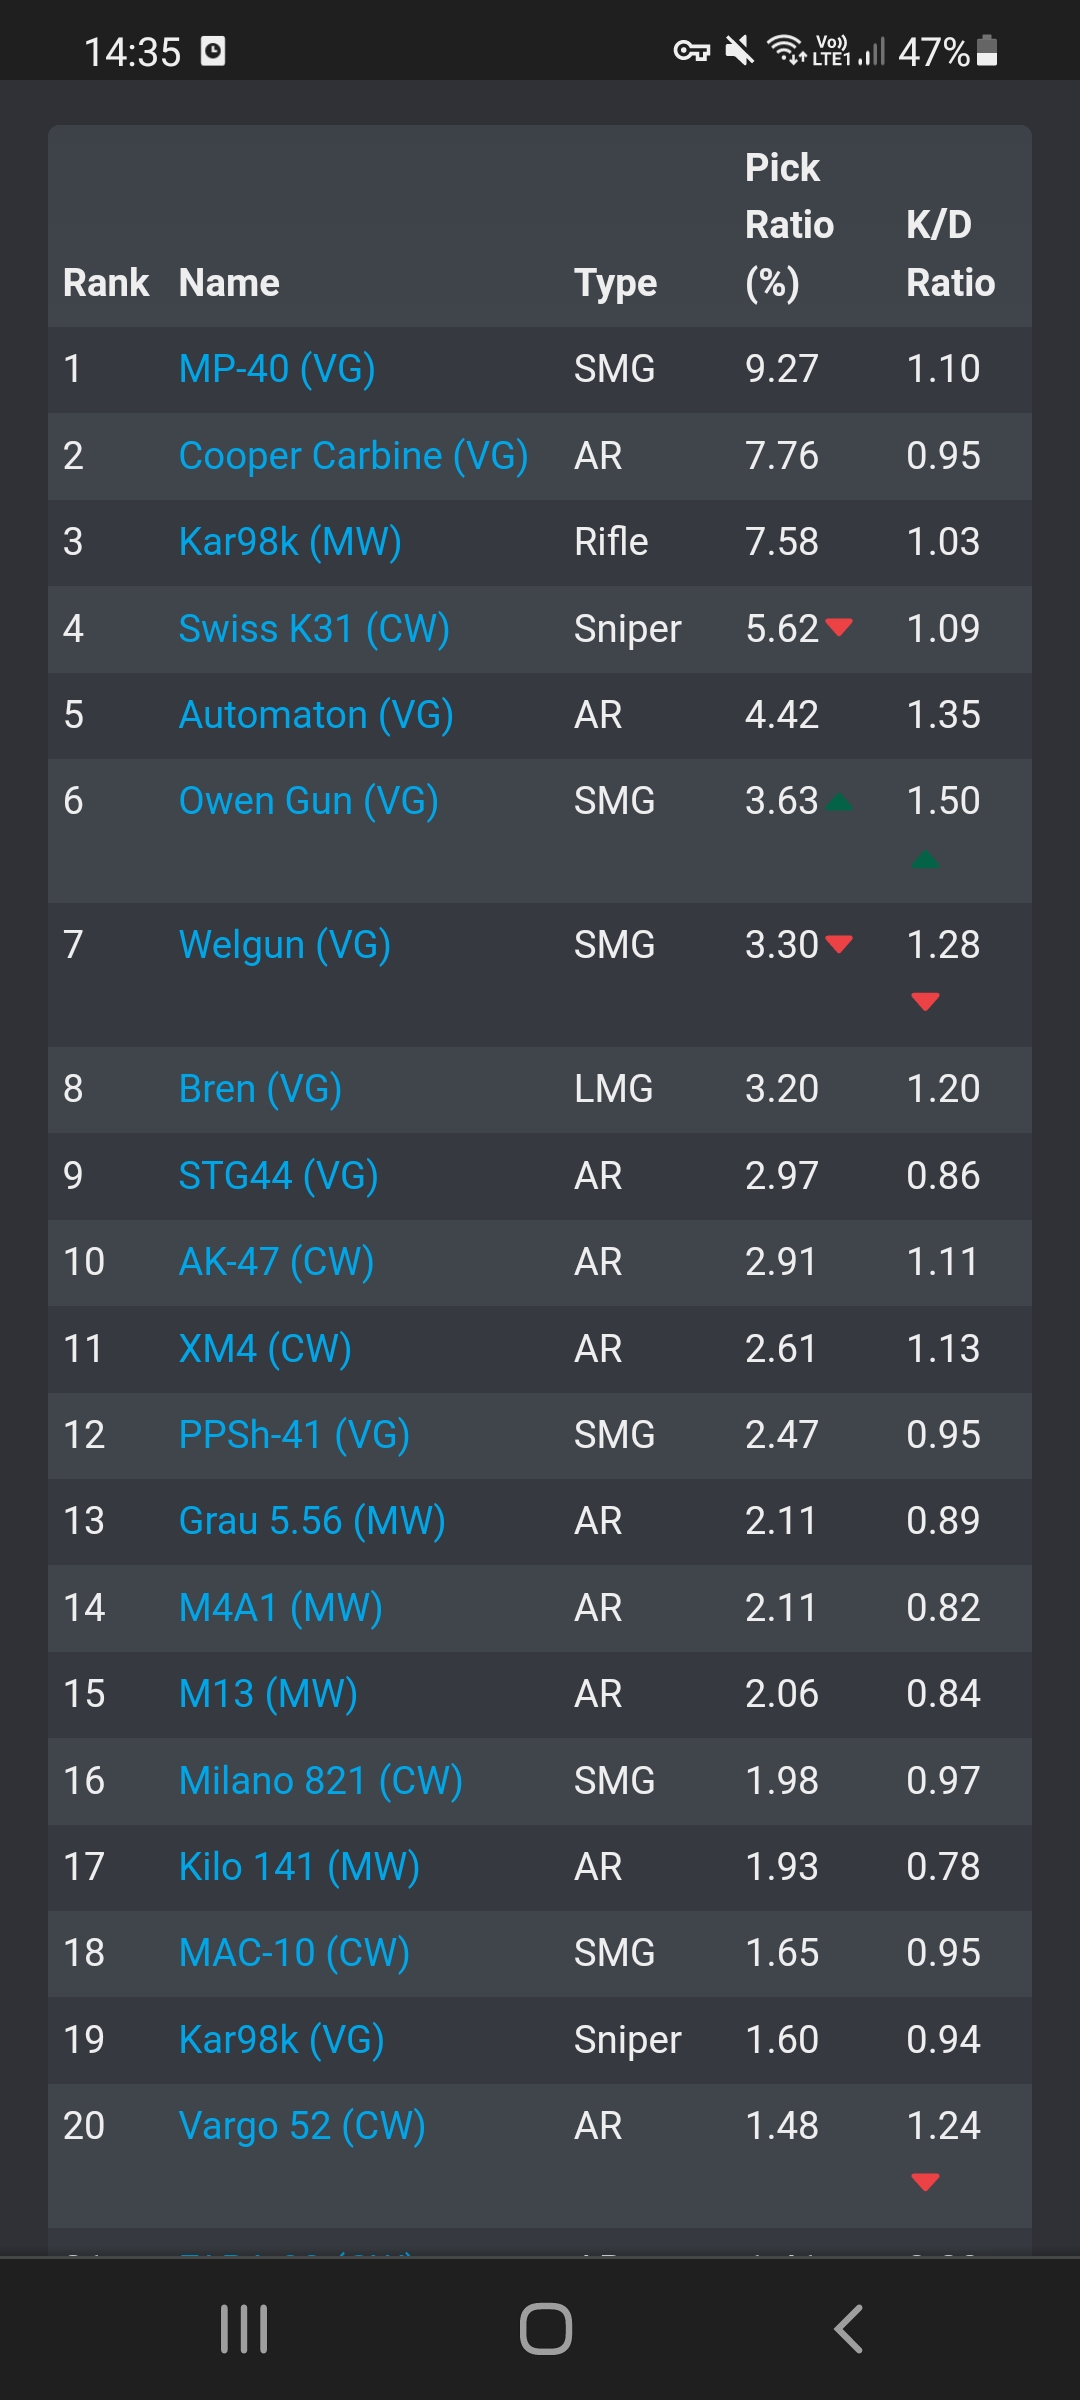 14:35 Vo)) LTE1 47%
Pick
Ratio K/D
Rank Name Type (%) Ratio
1 MP-40 (VG) SMG 9.27 1.10
2 Cooper Carbine (VG) AR 7.76 0.95
3 Kar98k (MW) Rifle 7.58 1.03
4 Swiss K31 (CW) Sniper 5.62 1.09
5 Automaton (VG) AR 4.42 1.35
6 Owen Gun (VG) SMG 3.63 1.50
7 Welgun (VG) SMG 3.30 1.28
8 Bren (VG) LMG 3.20 1.20
9 STG44 (VG) AR 2.97 0.86
10 AK-47 (CW) AR 2.91 1.11
11 XM4 (CW) AR 2.61 1.13
12 PPSh-41 (VG) SMG 2.47 0.95
13 Grau 5.56 (MW) AR 2.11 0.89
14 M4A1 (MW) AR 2.11 0.82
15 M13 (MW) AR 2.06 0.84
16 Milano 821 (CW) SMG 1.98 0.97
17 Kilo 141 (MW) AR 1.93 0.78
18 MAC-10 (CW) SMG 1.65 0.95
19 Kar98k (VG) Sniper 1.60 0.94
20 Vargo 52 (CW) AR 1.48 1.24